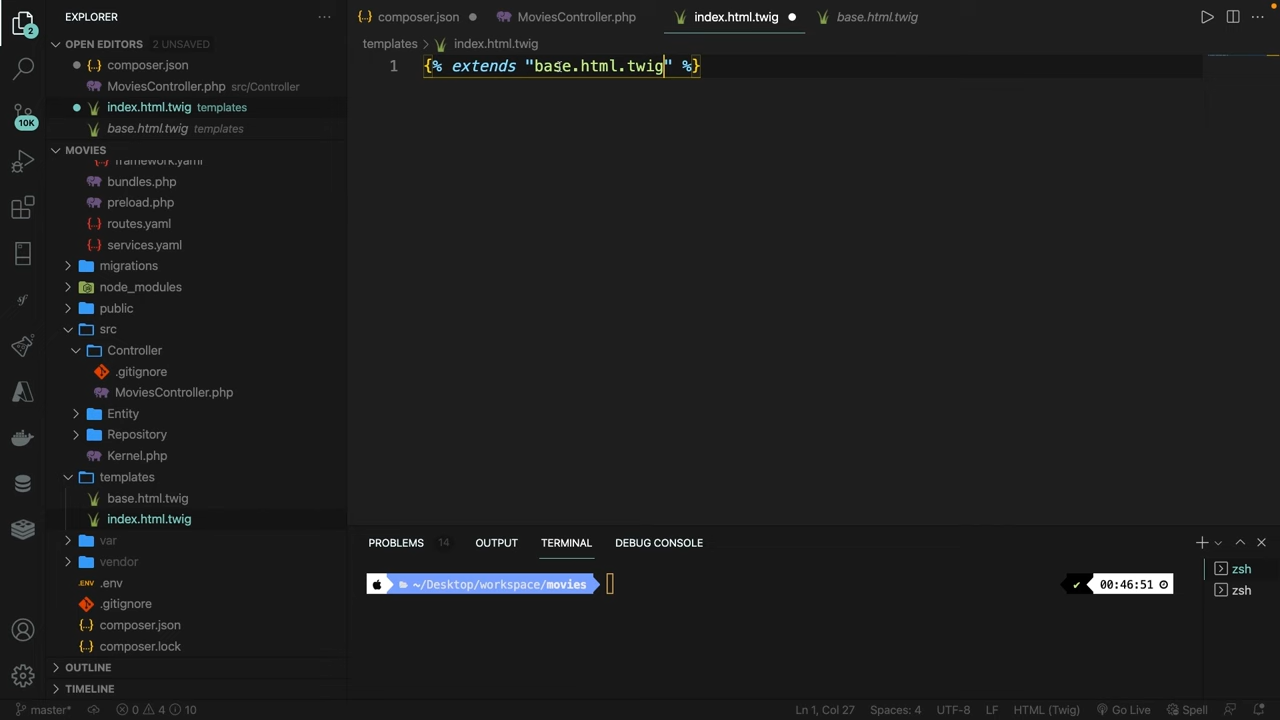 EXPLORER
composer.json
MoviesController.php
index.html.twig
base.html.twig
OPEN EDITORS 2 UNSAVED
templates
index.html.twig
composer.json
1
{% extends "base.html.twig" %}
MoviesController.php src/Controller
index.html.twig templates
base.html.twig templates
MOVIES
framework.yaml
bundles.php
preload.php
routes.yaml
services.yaml
migrations
node_modules
public
src
Controller
.gitignore
MoviesController.php
Entity
Repository
Kernel.php
templates
base.html.twig
index.html.twig
var
vendor
.env
.gitignore
composer.json
composer.lock
OUTLINE
TIMELINE
2
10K
sf
.ENV
PROBLEMS 14 OUTPUT TERMINAL DEBUG CONSOLE
~/Desktop/workspace/movies
00:46:51
zsh
zsh
master* 0 4 10 Ln 1, Col 27 Spaces: 4 UTF-8 LF HTML (Twig) Go Live Spell